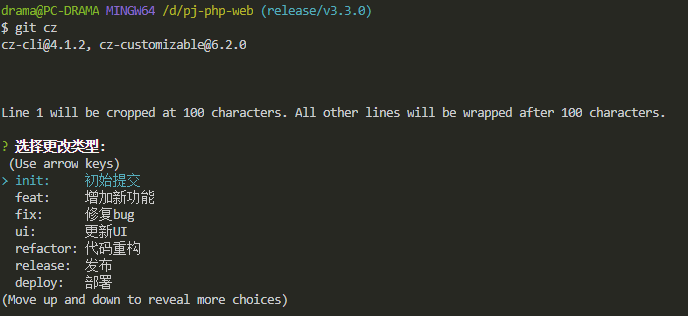 drama@PC-DRAMA MINGW64 /d/pj-php-web (release/v3.3.0)
$ git cz
cz-cli@4.1.2, cz-customizable@6.2.0
Line 1 will be cropped at 100 characters. All other lines will be wrapped after 100 characters.
? 选择更改类型:
(Use arrow keys)
> init: 初始提交
feat: 增加新功能
fix: 修复bug
ui: 更新UI
refactor: 代码重构
release: 发布
deploy: 部署
(Move up and down to reveal more choices)